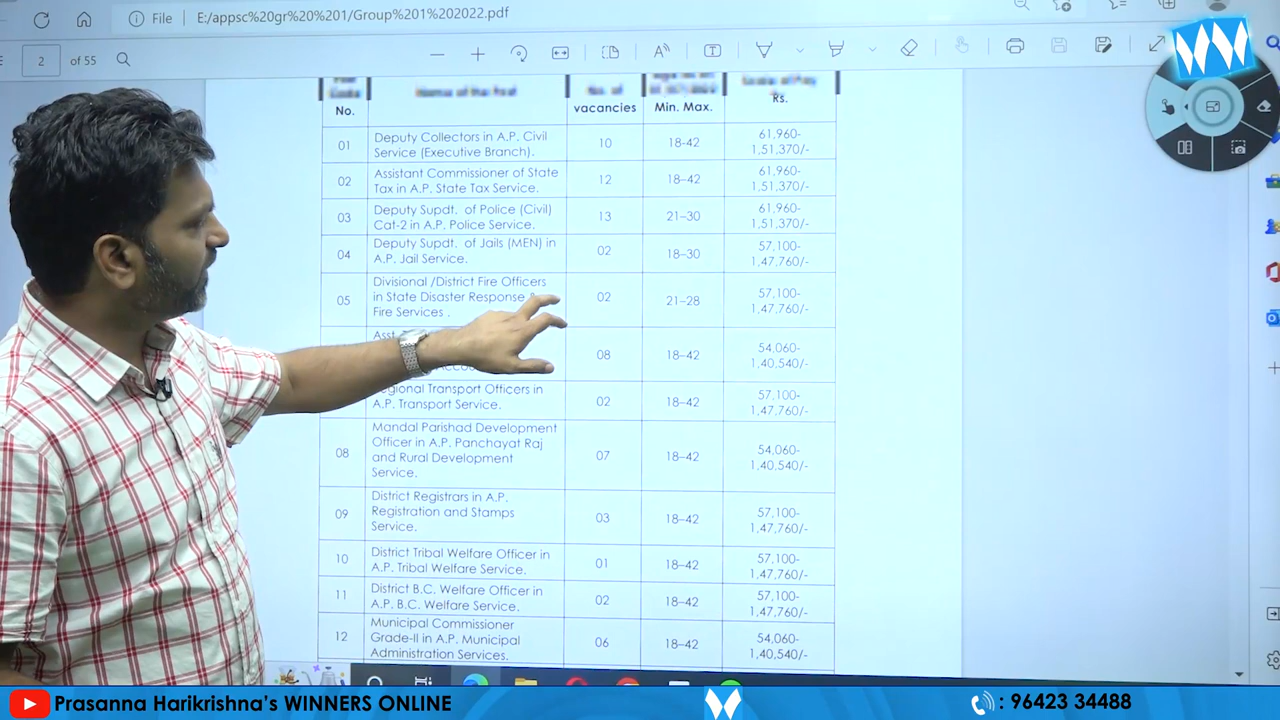 File E:/appsc%20gr%20%201/Group%201%202022.pdf
2 of 55
No. vacancies Min. Max. Rs.
01 Deputy Collectors in A.P. Civil Service (Executive Branch). 10 18-42 61,960- 1,51,370/-
02 Assistant Commissioner of State Tax in A.P. State Tax Service. 12 18–42 61,960- 1,51,370/-
03 Deputy Supdt. of Police (Civil) Cat-2 in A.P. Police Service. 13 21–30 61,960- 1,51,370/-
04 Deputy Supdt. of Jails (MEN) in A.P. Jail Service. 02 18-30 57,100- 1,47,760/-
05 Divisional /District Fire Officers in State Disaster Response Fire Services . 02 21–28 57,100- 1,47,760/-
08 18-42 54,060- 1,40,540/-
Regional Transport Officers in A.P. Transport Service. 02 18–42 57,100- 1,47,760/-
08 Mandal Parishad Development Officer in A.P. Panchayat Raj and Rural Development Service. 07 18–42 54,060- 1,40,540/-
09 District Registrars in A.P. Registration and Stamps Service. 03 18–42 57,100- 1,47,760/-
10 District Tribal Welfare Officer in A.P. Tribal Welfare Service. 01 18–42 57,100- 1,47,760/-
11 District B.C. Welfare Officer in A.P. B.C. Welfare Service. 02 18–42 57,100- 1,47,760/-
12 Municipal Commissioner Grade-II in A.P. Municipal Administration Services. 06 18–42 54,060- 1,40,540/-
Prasanna Harikrishna's WINNERS ONLINE
: 96423 34488